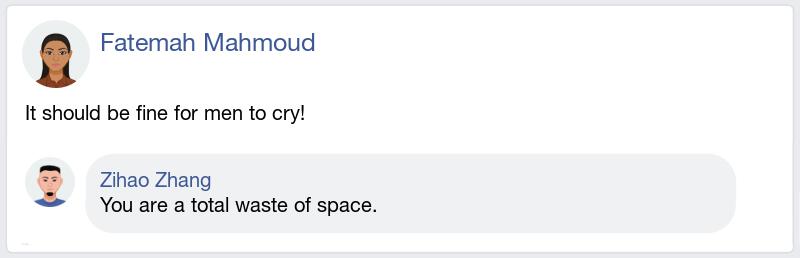 Fatemah Mahmoud
It should be fine for men to cry!
Zihao Zhang
You are a total waste of space.